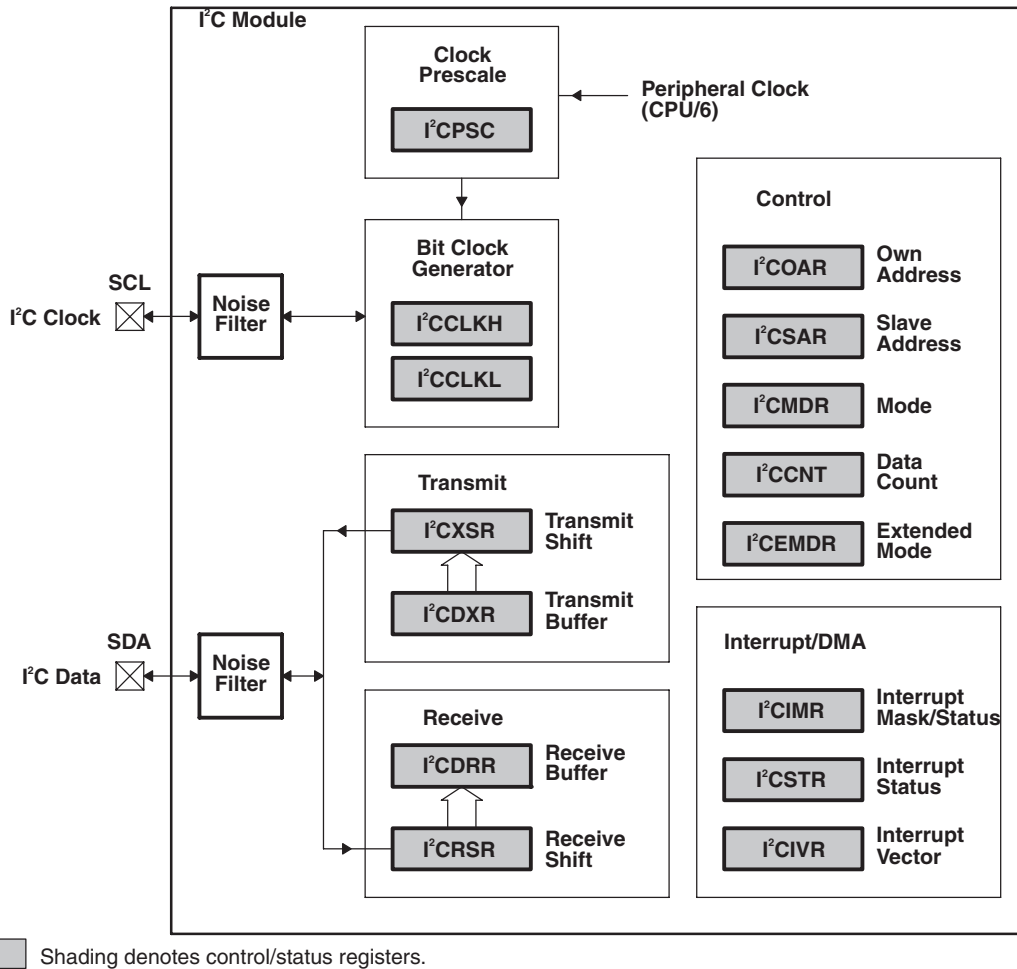 I²C Module
Clock
Prescale
I²CPSC
Peripheral Clock
(CPU/6)
Bit Clock
Generator
I²CCLKH
I²CCLKL
SCL
I²C Clock
Noise
Filter
Control
I²COAR
Own
Address
I²CSAR
Slave
Address
I²CMDR
Mode
I²CCNT
Data
Count
I²CEMDR
Extended
Mode
Transmit
I²CXSR
Transmit
Shift
I²CDXR
Transmit
Buffer
SDA
I²C Data
Noise
Filter
Receive
I²CDRR
Receive
Buffer
I²CRSR
Receive
Shift
Interrupt/DMA
I²CIMR
Interrupt
Mask/Status
I²CSTR
Interrupt
Status
I²CIVR
Interrupt
Vector
Shading denotes control/status registers.